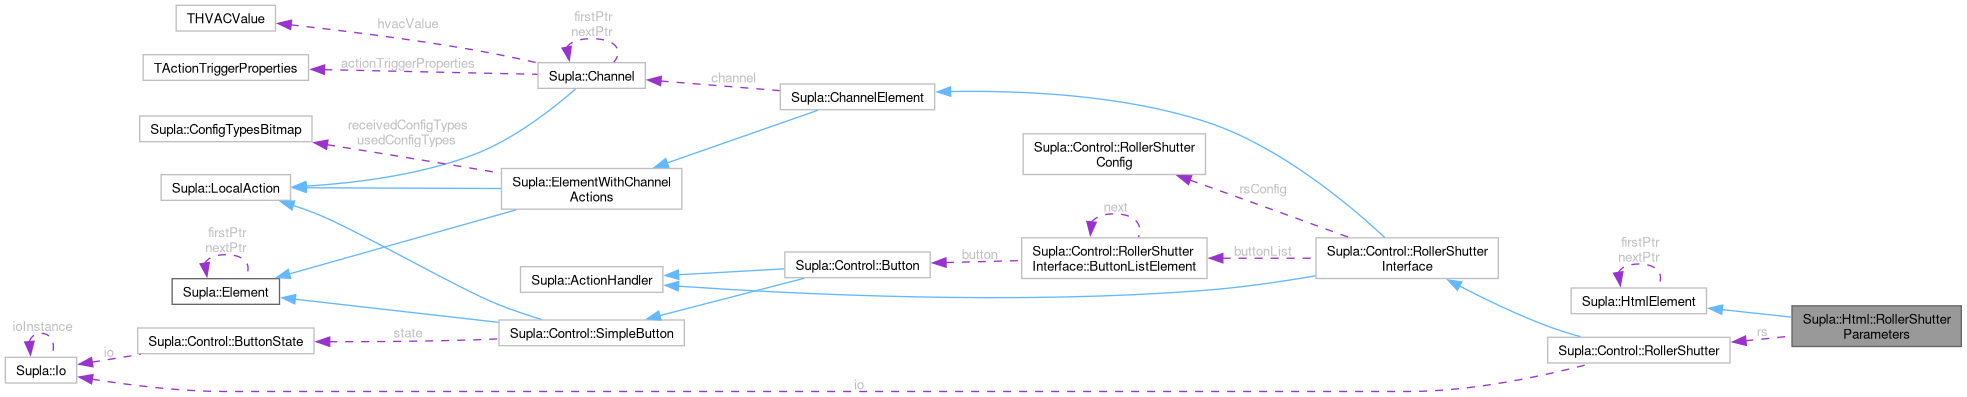 THVACValue
hvacValue
firstPtr
nextPtr
TActionTriggerProperties
actionTriggerProperties
Supla::Channel
channel
Supla::ChannelElement
Supla::ConfigTypesBitmap
receivedConfigTypes
usedConfigTypes
Supla::LocalAction
Supla::ElementWithChannel
Actions
Supla::Control::RollerShutter
Config
rsConfig
firstPtr
nextPtr
Supla::Element
Supla::ActionHandler
Supla::Control::Button
button
next
Supla::Control::RollerShutter
Interface::ButtonListElement
buttonList
Supla::Control::RollerShutter
Interface
firstPtr
nextPtr
Supla::HtmlElement
Supla::Html::RollerShutter
Parameters
rs
ioInstance
Supla::Io
io
Supla::Control::ButtonState
state
Supla::Control::SimpleButton
Supla::Control::RollerShutter
io